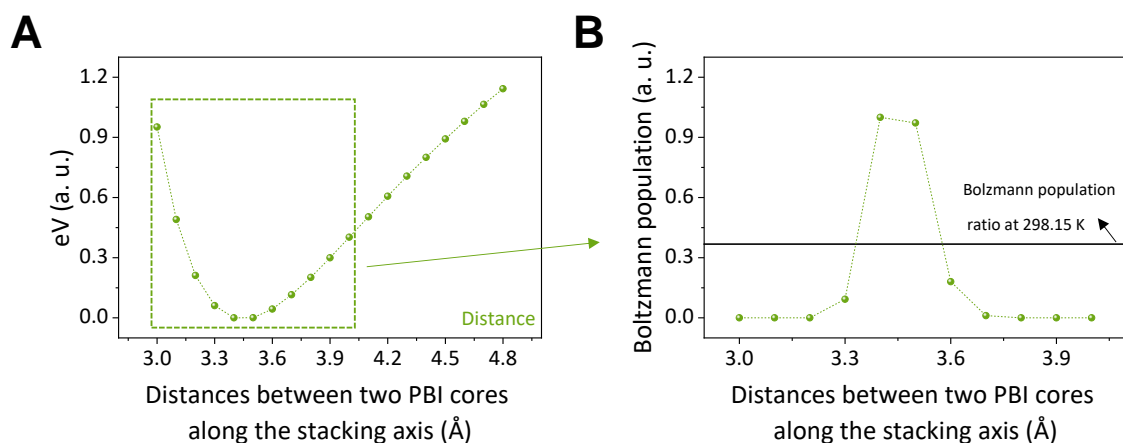 A
eV (a. u.)
1.2
0.9
0.6
0.3
0.0
Distance
3.0 3.3 3.6 3.9 4.2 4.5 4.8
Distances between two PBI cores
along the stacking axis (Å)
B
Boltzmann population (a. u.)
1.2
0.9
0.6
0.3
0.0
Bolzmann population
ratio at 298.15 K
3.0 3.3 3.6 3.9
Distances between two PBI cores
along the stacking axis (Å)